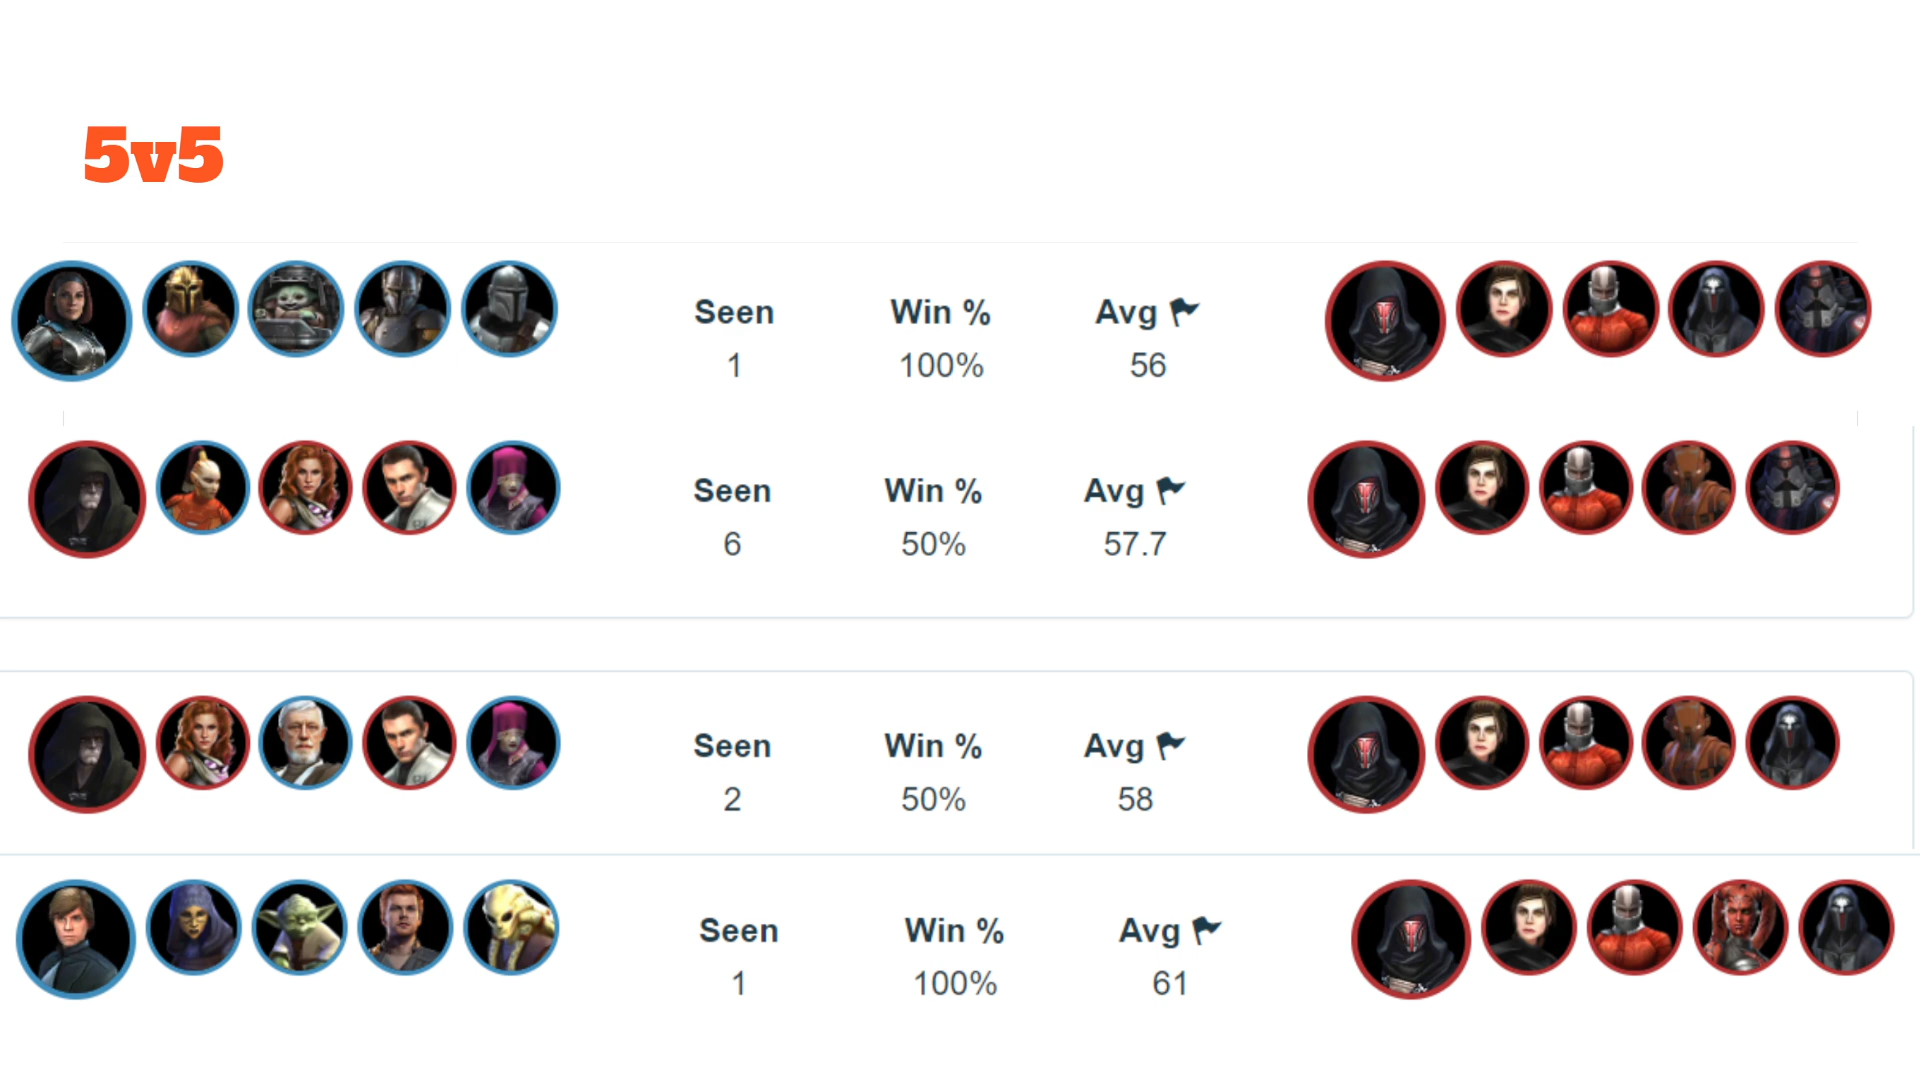 5v5
Seen Win % Avg
1 100% 56
Seen Win % Avg
6 50% 57.7
Seen Win % Avg
2 50% 58
Seen Win % Avg
1 100% 61